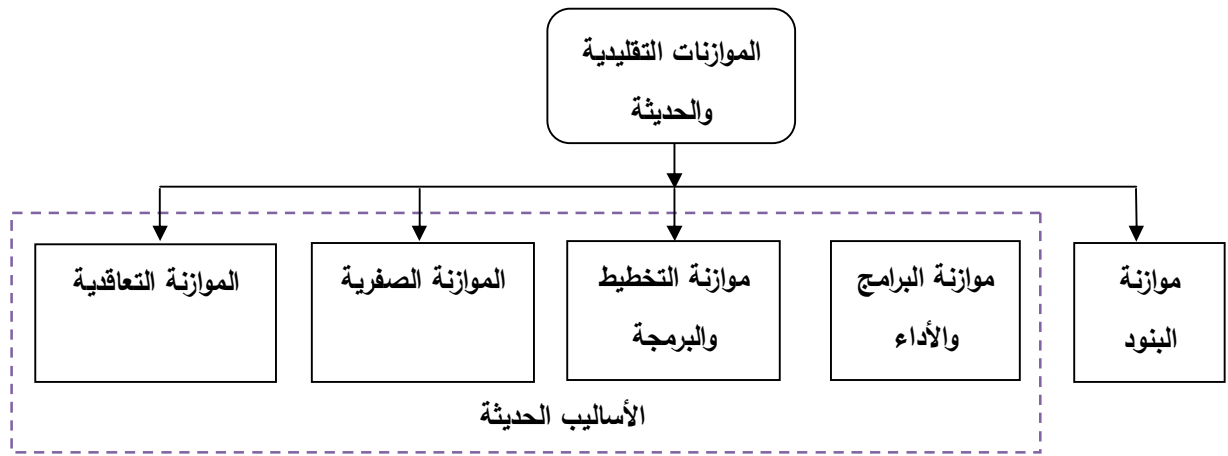 الموازنات التقليدية
والحديثة
موازنة
البنود
موازنة البرامج
والأداء
موازنة التخطيط
والبرمجة
الموازنة الصفرية
الموازنة التعاقدية
الأساليب الحديثة